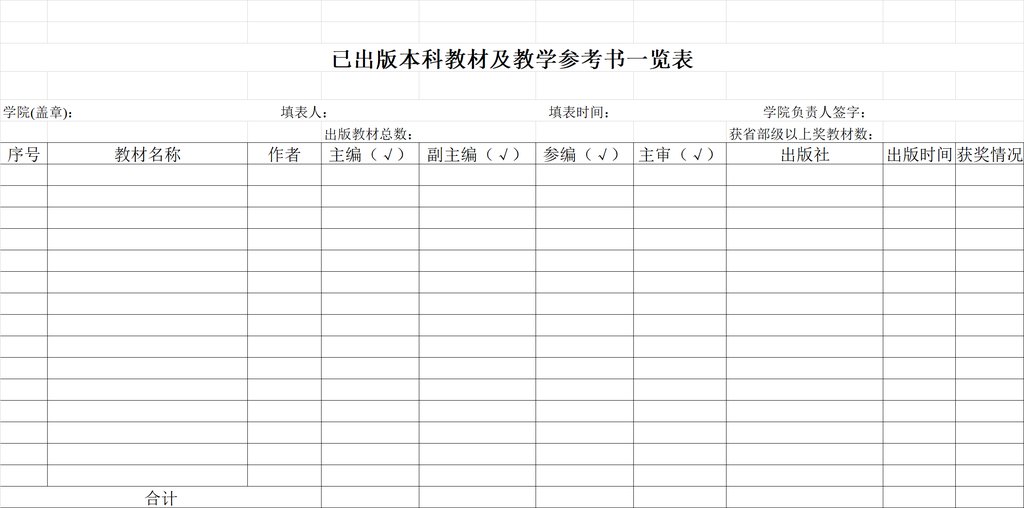 已出版本科教材及教学参考书一览表
学院(盖章): 填表人: 填表时间: 学院负责人签字:
出版教材总数: 获省部级以上奖教材数:
序号 教材名称 作者 主编（√） 副主编（√） 参编（√） 主审（√） 出版社 出版时间 获奖情况
合计